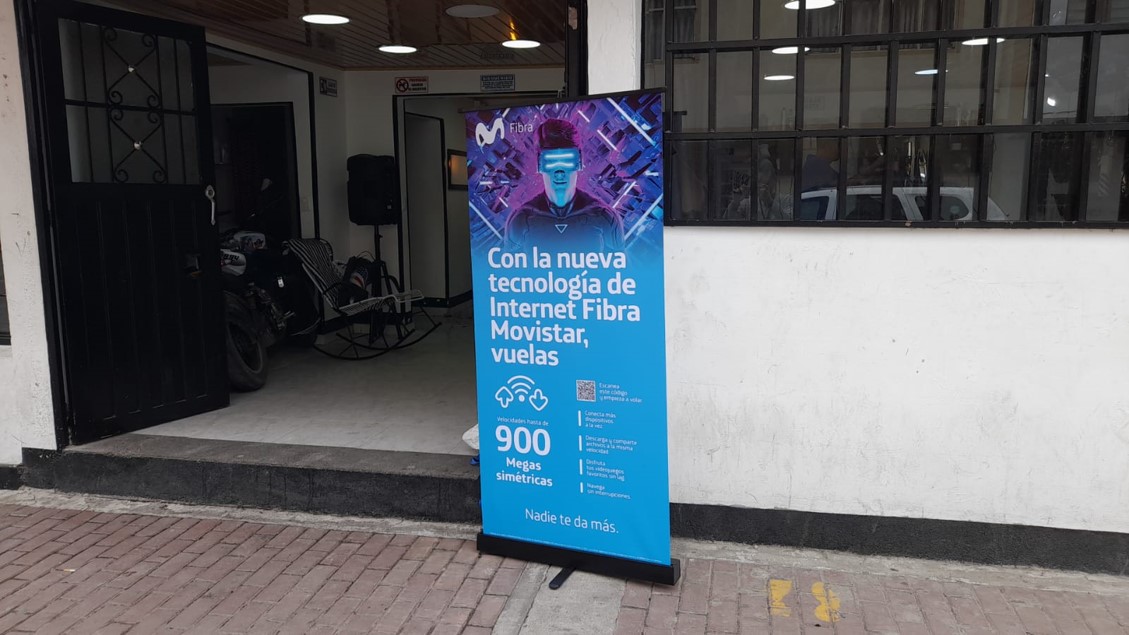 Fibra
Con la nueva
tecnología de
Internet Fibra
Movistar,
vuelas
Escanea
este código
y empieza a volar
Velocidades hasta de
900
Megas
simétricas
Conecta más
dispositivos
a la vez
Descarga y comparte
archivos a la misma
velocidad
Disfruta
tus videojuegos
favoritos sin lag
Navega
sin interrupciones
Nadie te da más.